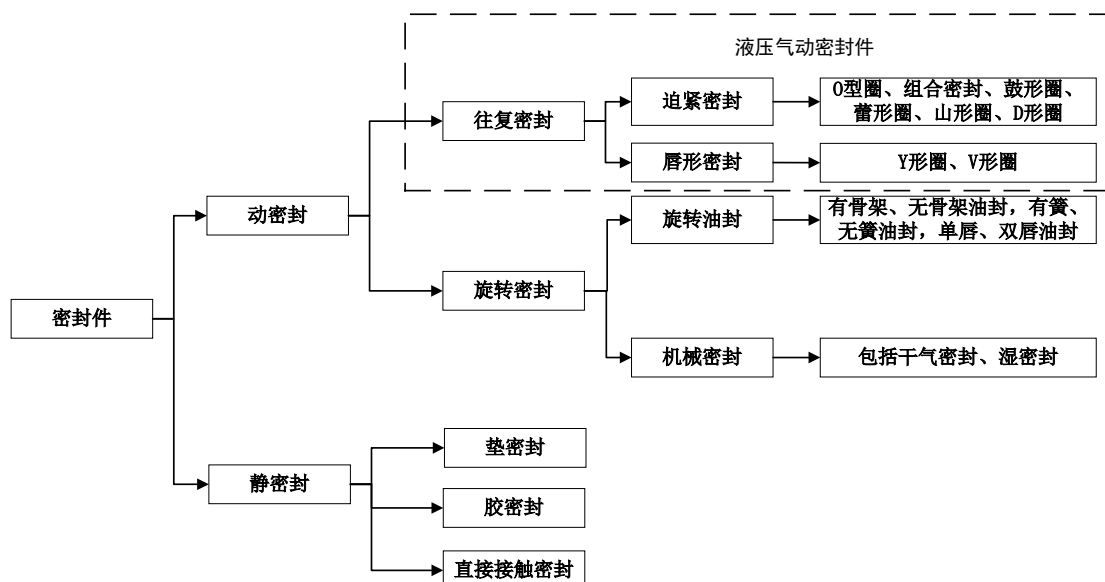 液压气动密封件
往复密封
迫紧密封
O型圈、组合密封、鼓形圈、
蕾形圈、山形圈、D形圈
唇形密封
Y形圈、V形圈
动密封
旋转油封
有骨架、无骨架油封，有簧、
无簧油封，单唇、双唇油封
旋转密封
密封件
机械密封
包括干气密封、湿密封
垫密封
静密封
胶密封
直接接触密封